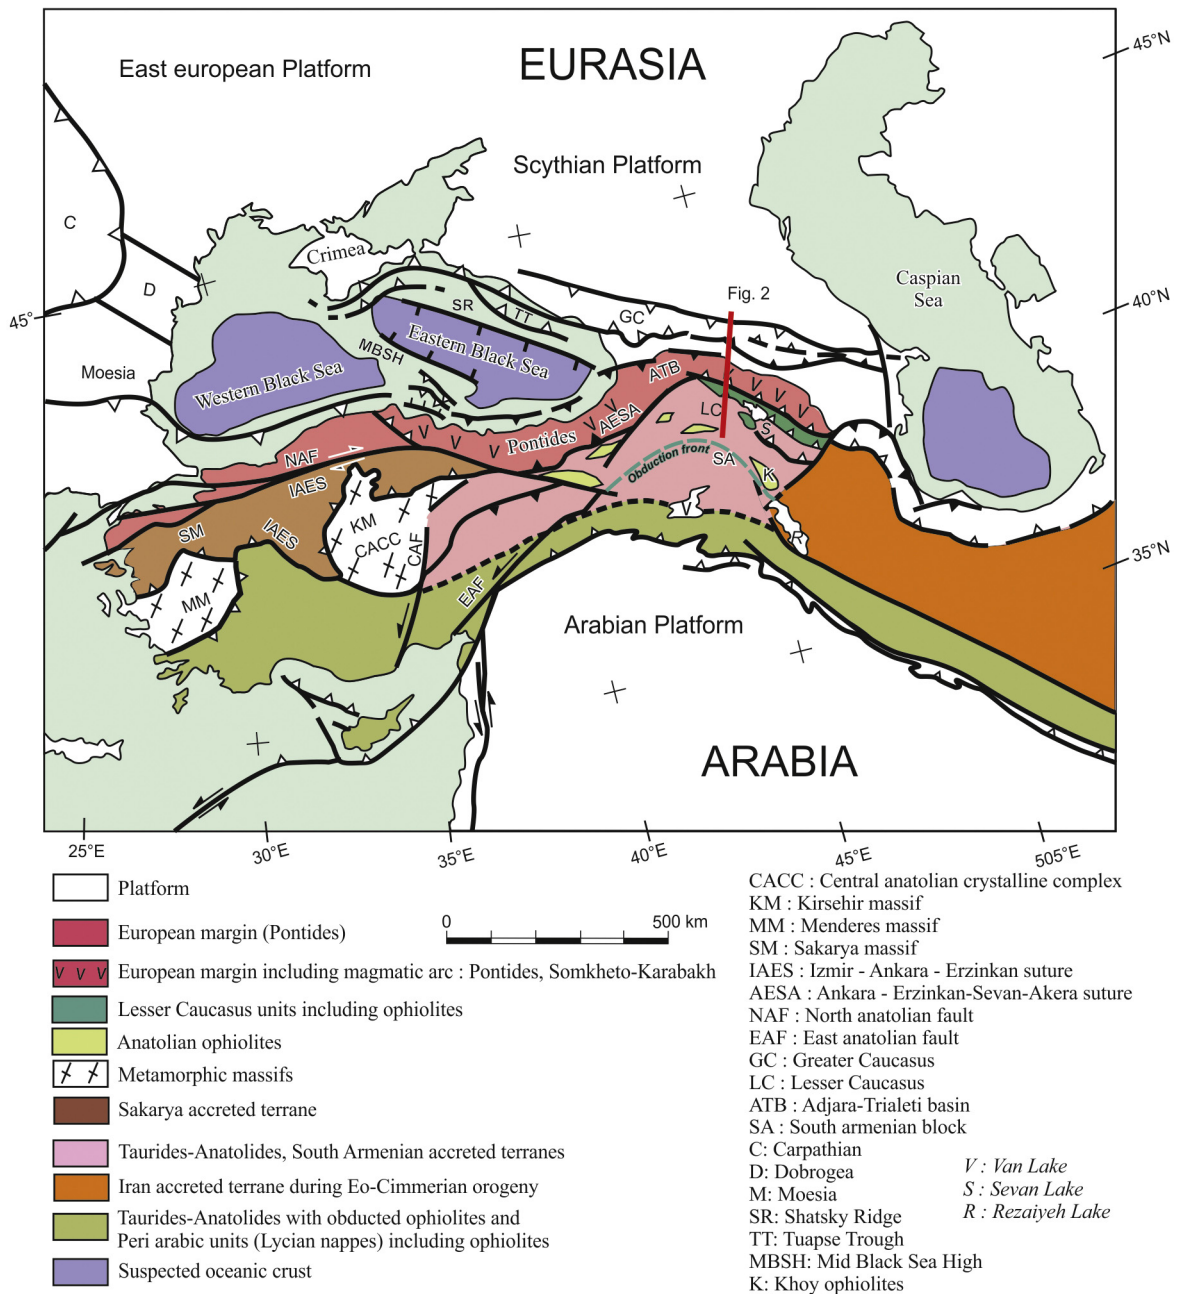 East european Platform
EURASIA
45°N
Scythian Platform
C
Crimea
D
Caspian
Sea
40°N
45°
Fig. 2
SR
TT
GC
Eastern Black Sea
MBSH
Western Black Sea
Moesia
ATB
V V V V
LC
S
AESA
V V
V V V
Pontides
NAF
IAES
Obduction front
SA
K
V
R
35°N
SM
IAES
KM
CACC
CAF
MM
EAF
Arabian Platform
ARABIA
25°E
30°E
35°E
40°E
45°E
505°E
Platform
European margin (Pontides)
V V V
European margin including magmatic arc : Pontides, Somkheto-Karabakh
Lesser Caucasus units including ophiolites
Anatolian ophiolites
Metamorphic massifs
Sakarya accreted terrane
Taurides-Anatolides, South Armenian accreted terranes
Iran accreted terrane during Eo-Cimmerian orogeny
Taurides-Anatolides with obducted ophiolites and
Peri arabic units (Lycian nappes) including ophiolites
Suspected oceanic crust
0 500 km
CACC : Central anatolian crystalline complex
KM : Kirsehir massif
MM : Menderes massif
SM : Sakarya massif
IAES : Izmir - Ankara - Erzinkan suture
AESA : Ankara - Erzinkan-Sevan-Akera suture
NAF : North anatolian fault
EAF : East anatolian fault
GC : Greater Caucasus
LC : Lesser Caucasus
ATB : Adjara-Trialeti basin
SA : South armenian block
C: Carpathian
D: Dobrogea
M: Moesia
SR: Shatsky Ridge
TT: Tuapse Trough
MBSH: Mid Black Sea High
K: Khoy ophiolites
V : Van Lake
S : Sevan Lake
R : Rezaiyeh Lake